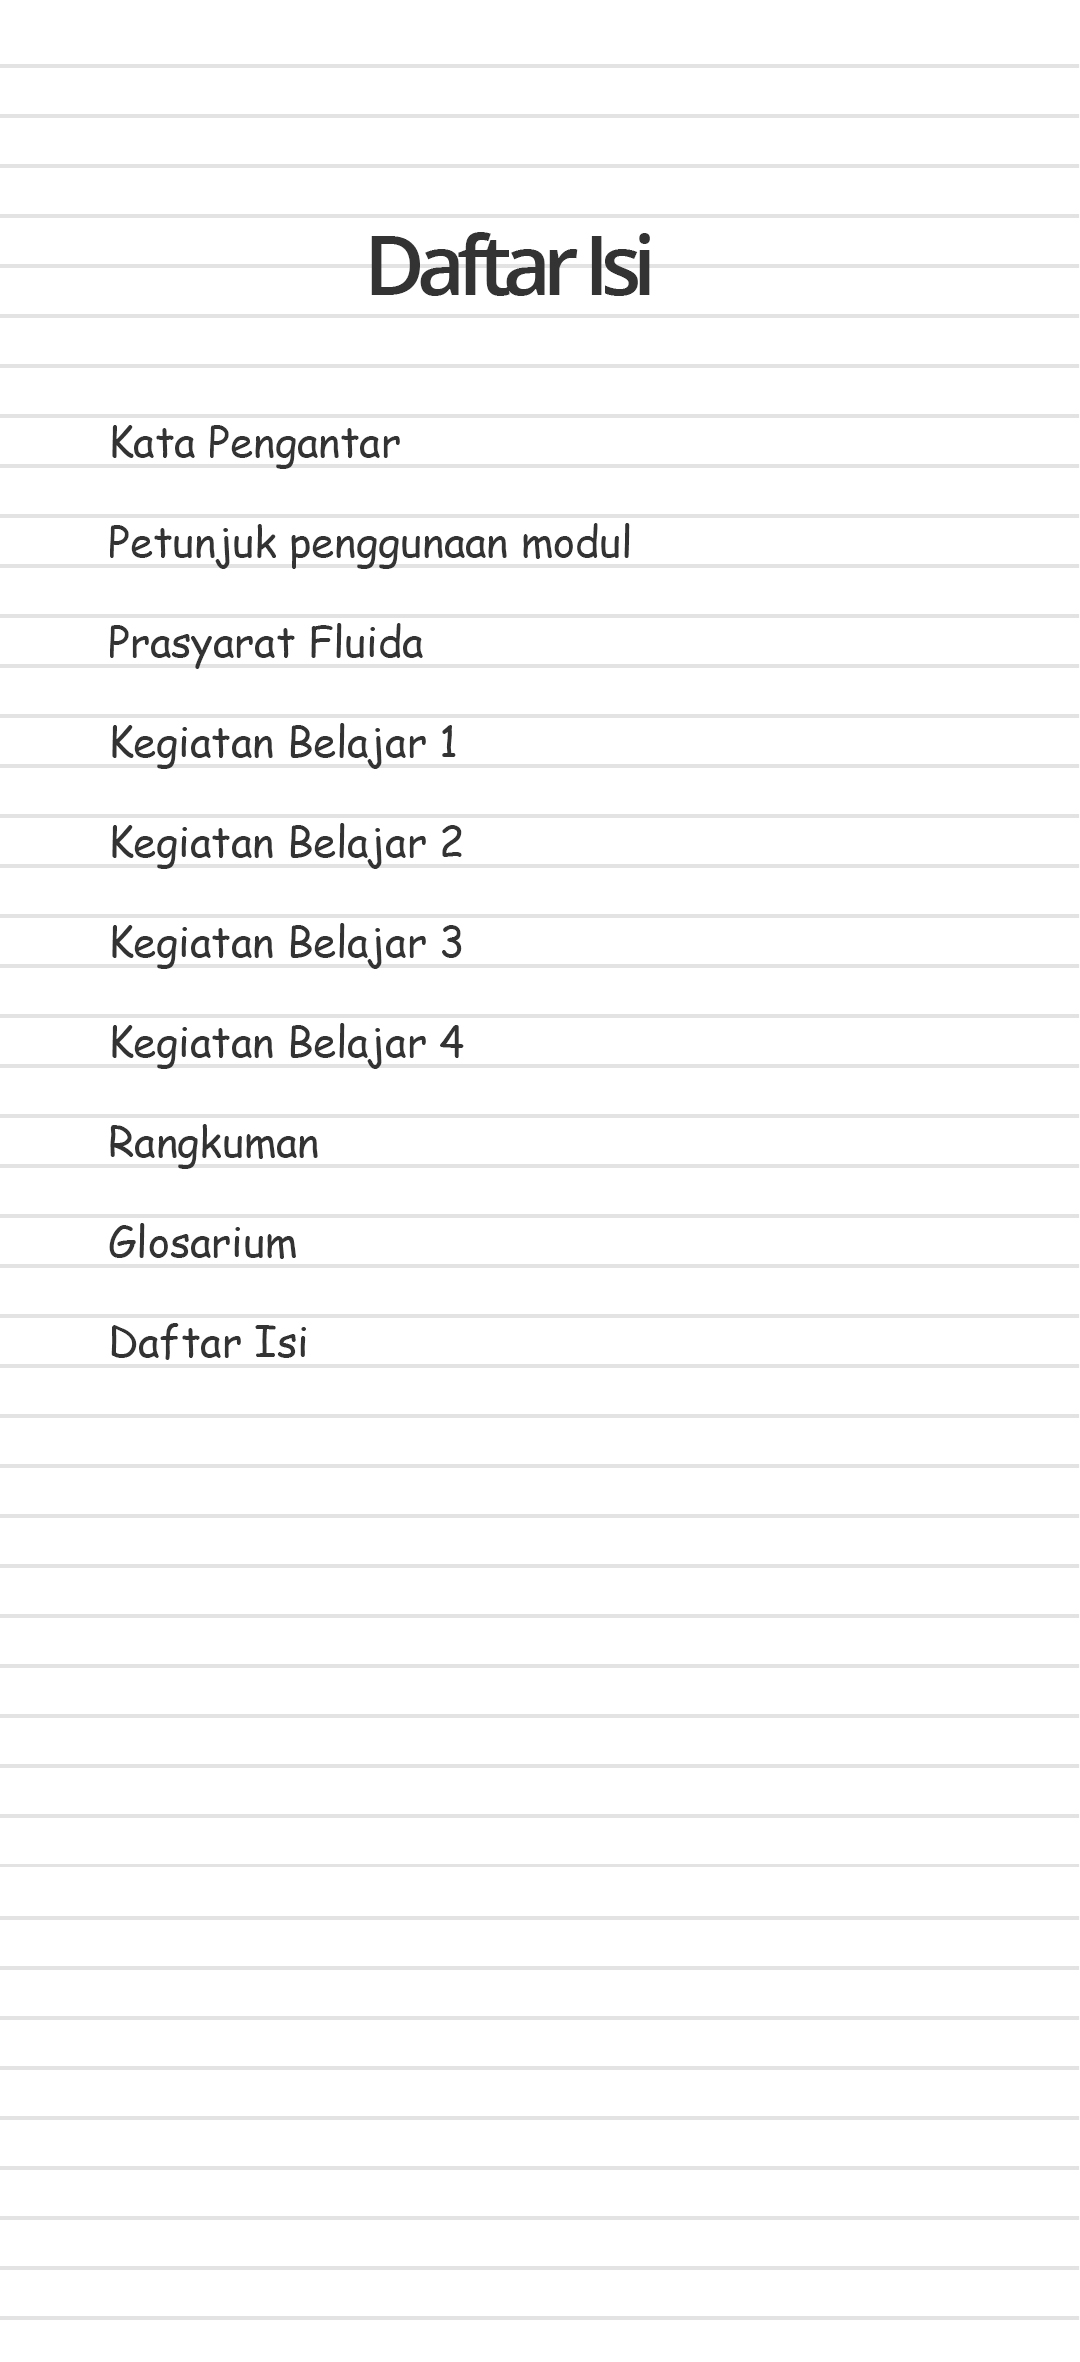 Daftar Isi
Kata Pengantar
Petunjuk penggunaan modul
Prasyarat Fluida
Kegiatan Belajar 1
Kegiatan Belajar 2
Kegiatan Belajar 3
Kegiatan Belajar 4
Rangkuman
Glosarium
Daftar Isi